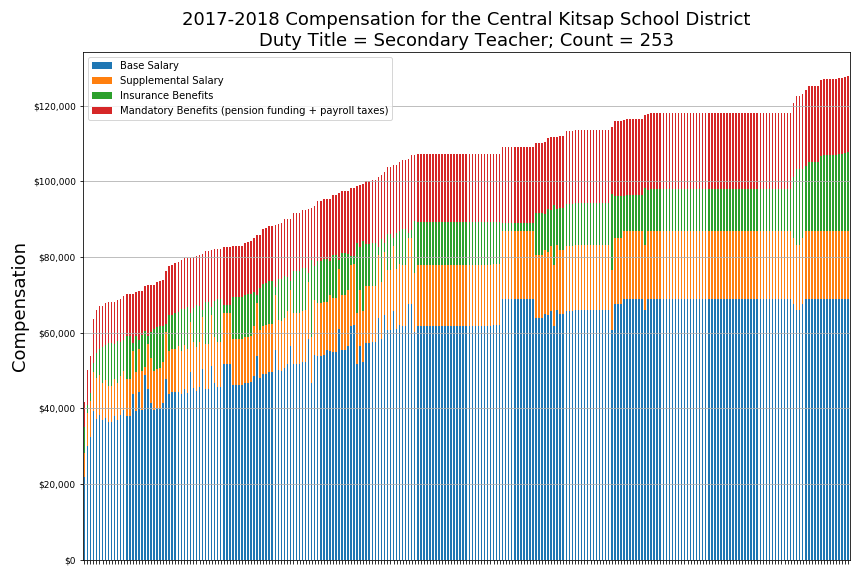 2017-2018 Compensation for the Central Kitsap School District
Duty Title = Secondary Teacher; Count = 253
Base Salary
Supplemental Salary
Insurance Benefits
Mandatory Benefits (pension funding + payroll taxes)
Compensation
$120,000
$100,000
$80,000
$60,000
$40,000
$20,000
$0